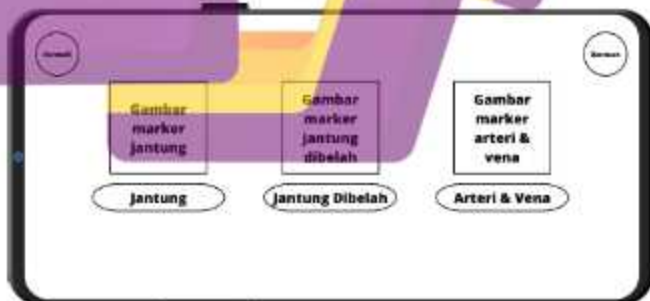 Gambar
marker
jantung
Gambar
marker
jantung
dibelah
Gambar
marker
arteri &
vena
Jantung
Jantung Dibelah
Arteri & Vena